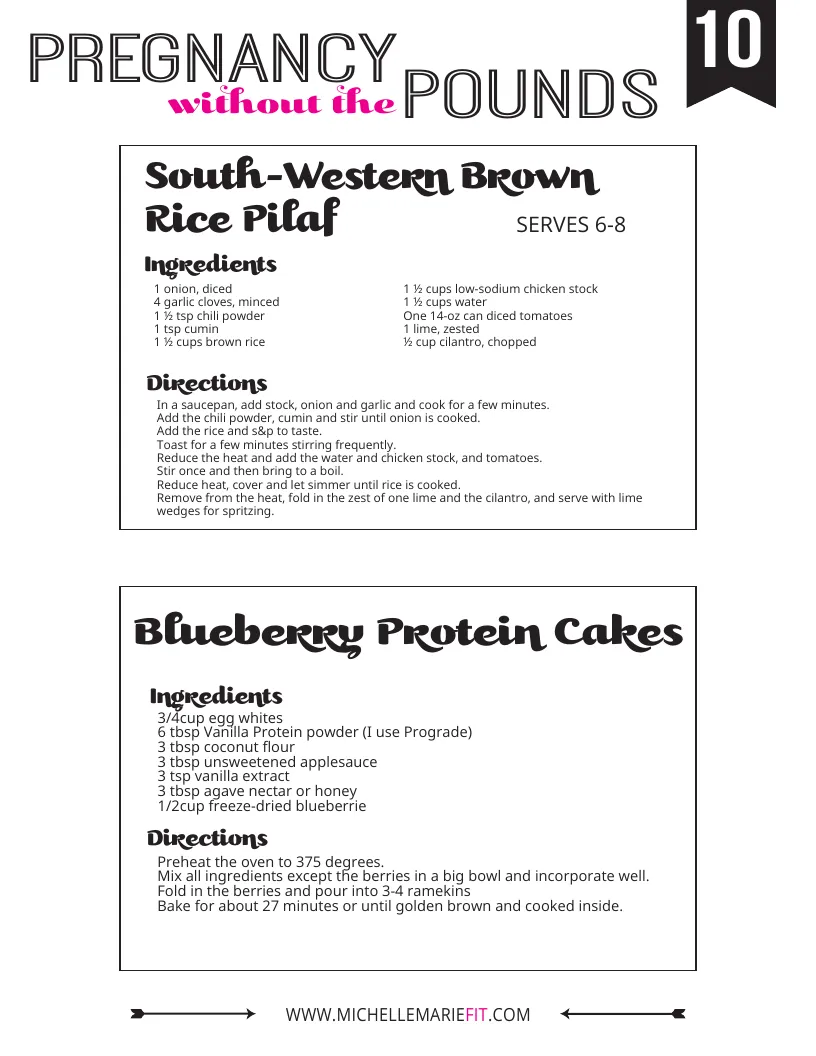 PREGNANCY
without the POUNDS
10
South-Western Brown
Rice Pilaf
SERVES 6-8
Ingredients
1 onion, diced
4 garlic cloves, minced
1 ½ tsp chili powder
1 tsp cumin
1 ½ cups brown rice
1 ½ cups low-sodium chicken stock
1 ½ cups water
One 14-oz can diced tomatoes
1 lime, zested
½ cup cilantro, chopped
Directions
In a saucepan, add stock, onion and garlic and cook for a few minutes.
Add the chili powder, cumin and stir until onion is cooked.
Add the rice and s&p to taste.
Toast for a few minutes stirring frequently.
Reduce the heat and add the water and chicken stock, and tomatoes.
Stir once and then bring to a boil.
Reduce heat, cover and let simmer until rice is cooked.
Remove from the heat, fold in the zest of one lime and the cilantro, and serve with lime
wedges for spritzing.
Blueberry Protein Cakes
Ingredients
3/4cup egg whites
6 tbsp Vanilla Protein powder (I use Prograde)
3 tbsp coconut flour
3 tbsp unsweetened applesauce
3 tsp vanilla extract
3 tbsp agave nectar or honey
1/2cup freeze-dried blueberrie
Directions
Preheat the oven to 375 degrees.
Mix all ingredients except the berries in a big bowl and incorporate well.
Fold in the berries and pour into 3-4 ramekins
Bake for about 27 minutes or until golden brown and cooked inside.
WWW.MICHELLEMARIEFIT.COM